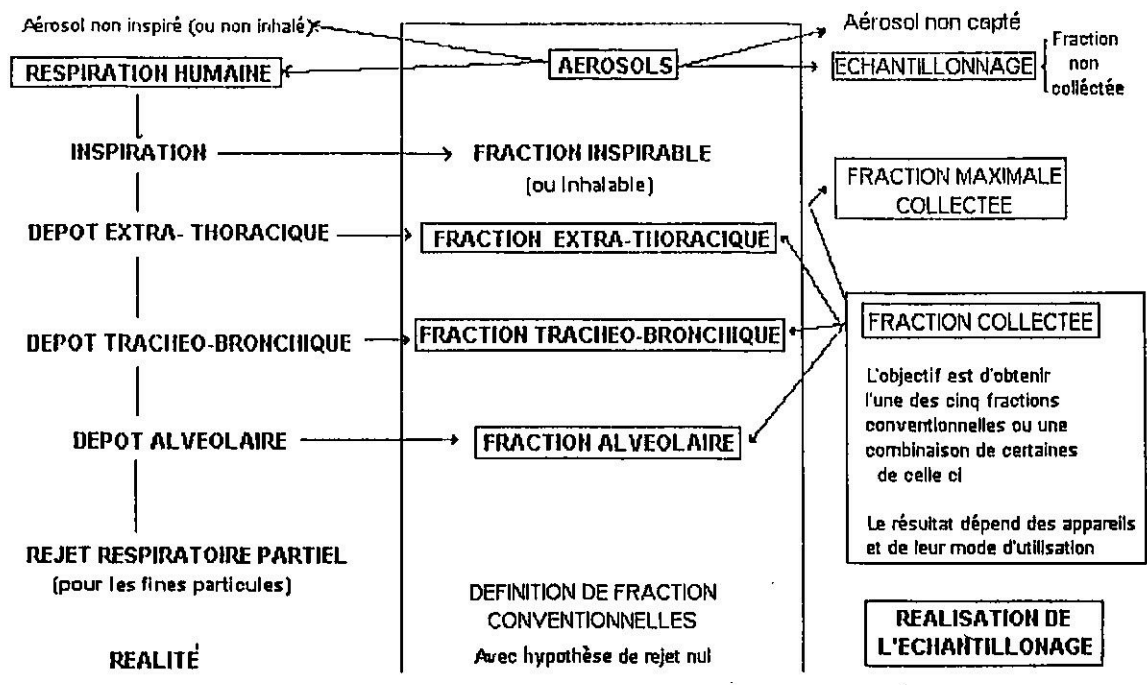 Aérosol non inspiré (ou non inhalé)
RESPIRATION HUMAINE
INSPIRATION
DEPOT EXTRA- THORACIQUE
DEPOT TRACHEO-BRONCHIQUE
DEPOT ALVEOLAIRE
REJET RESPIRATOIRE PARTIEL
(pour les fines particules)
REALITÉ
AEROSOLS
FRACTION INSPIRABLE
(ou Inhalable)
FRACTION EXTRA-THORACIQUE
FRACTION TRACHEO-BRONCHIQUE
FRACTION ALVEOLAIRE
DEFINITION DE FRACTION
CONVENTIONNELLES
Avec hypothèse de rejet nul
Aérosol non capté
ECHANTILLONNAGE
Fraction
non
colléctée
FRACTION MAXIMALE
COLLECTEE
FRACTION COLLECTEE
L'objectif est d'obtenir
l'une des cinq fractions
conventionnelles ou une
combinaison de certaines
de celle ci
Le résultat dépend des appareils
et de leur mode d'utilisation
REALISATION DE
L'ECHANTILLONAGE